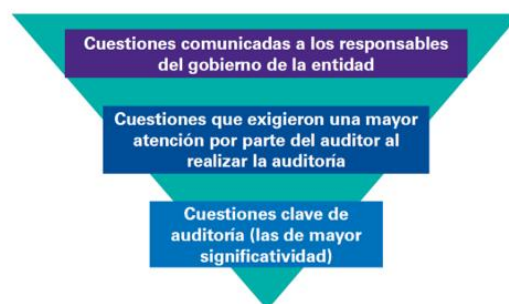 Cuestiones comunicadas a los responsables
del gobierno de la entidad
Cuestiones que exigieron una mayor
atención por parte del auditor al
realizar la auditoría
Cuestiones clave de
auditoría (las de mayor
significatividad)